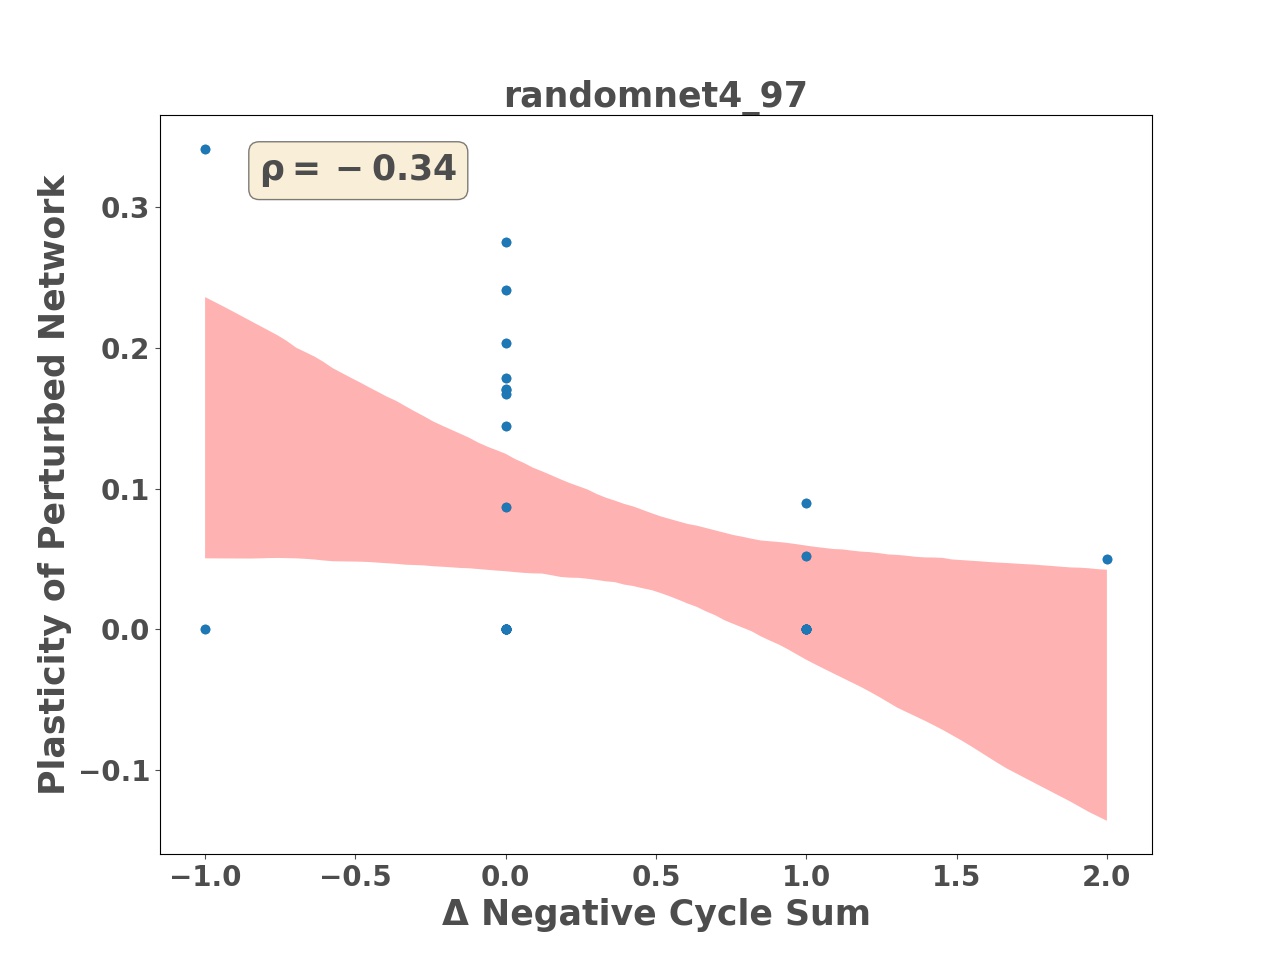 randomnet4_97
ρ = − 0.34
Plasticity of Perturbed Network
0.3
0.2
0.1
0.0
−0.1
−1.0 −0.5 0.0 0.5 1.0 1.5 2.0
Δ Negative Cycle Sum